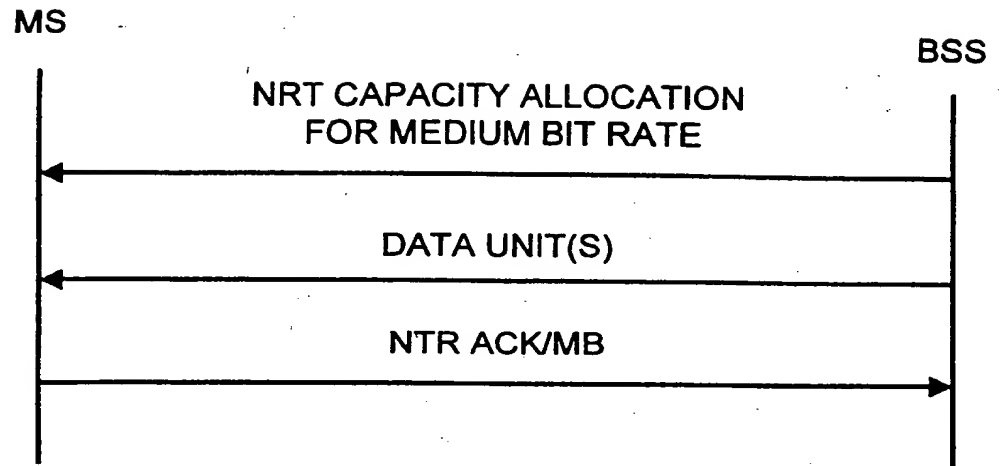 MS
BSS
NRT CAPACITY ALLOCATION
FOR MEDIUM BIT RATE
DATA UNIT(S)
NTR ACK/MB